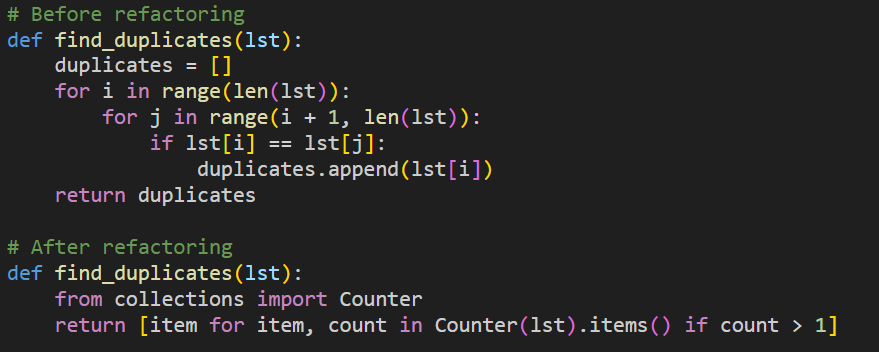 # Before refactoring
def find_duplicates(lst):
    duplicates = []
    for i in range(len(lst)):
        for j in range(i + 1, len(lst)):
            if lst[i] == lst[j]:
                duplicates.append(lst[i])
    return duplicates

# After refactoring
def find_duplicates(lst):
    from collections import Counter
    return [item for item, count in Counter(lst).items() if count > 1]